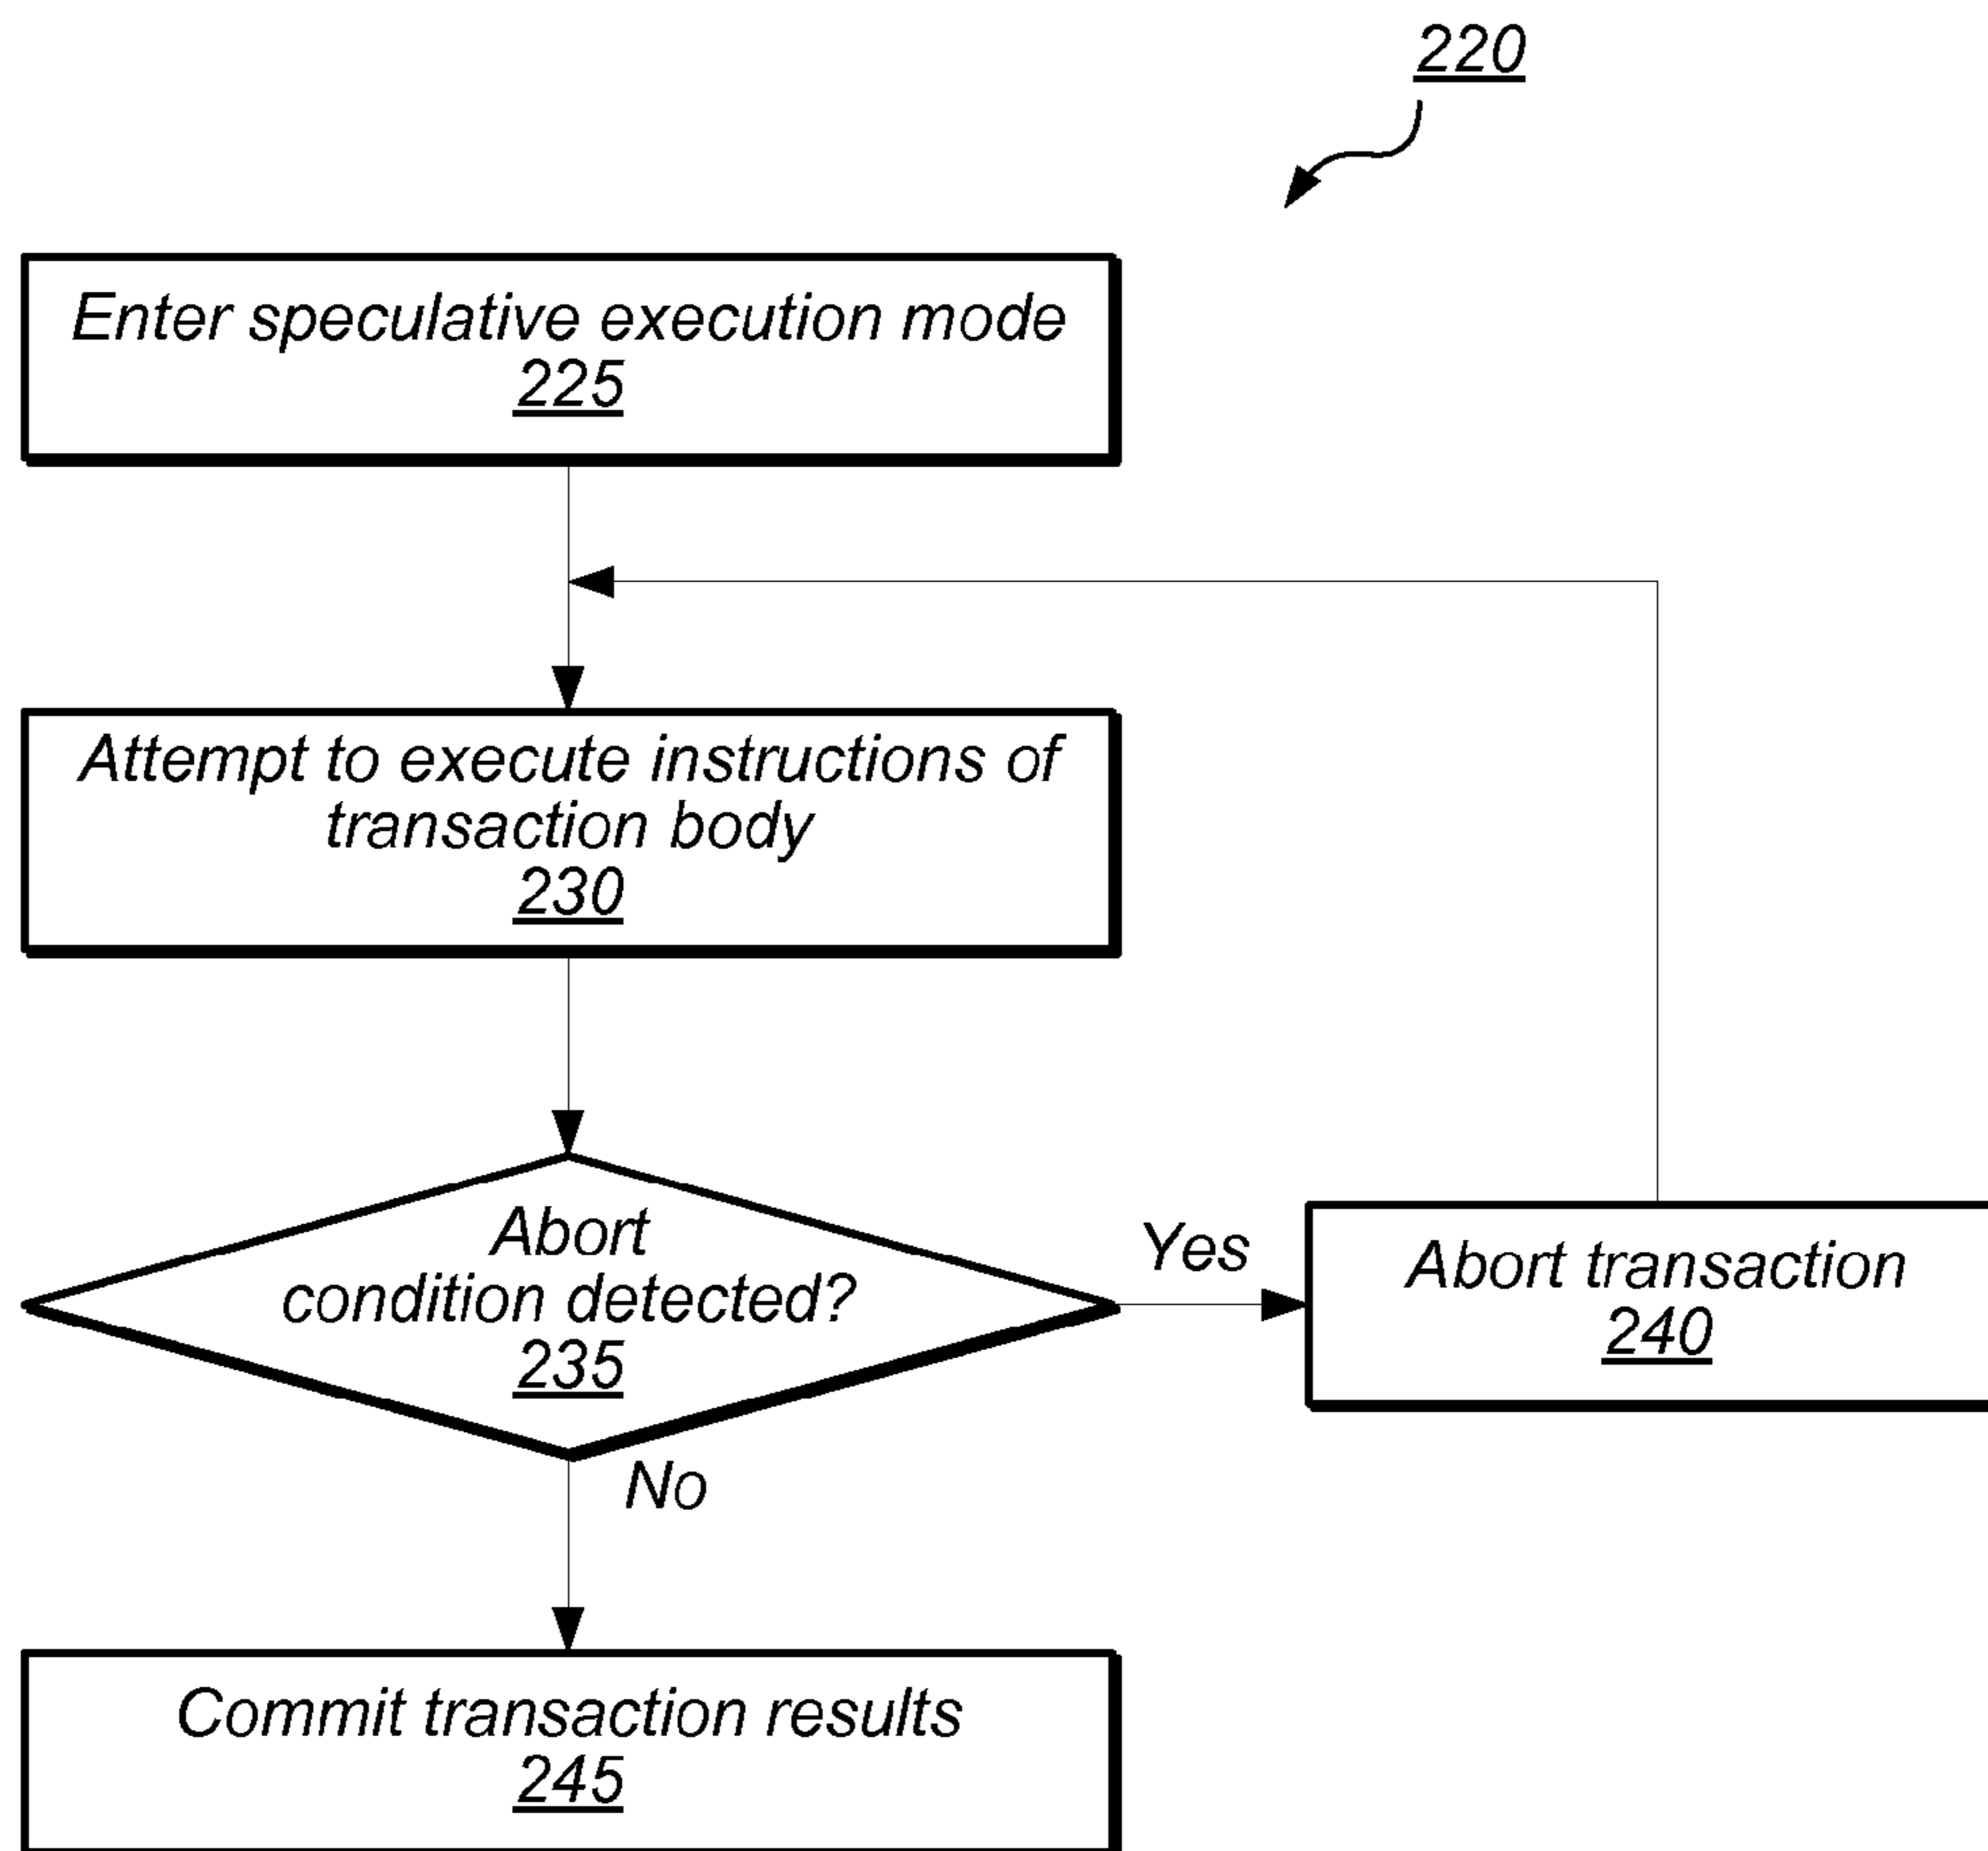 220
Enter speculative execution mode
225
Attempt to execute instructions of
transaction body
230
Abort
condition detected?
235
Yes
Abort transaction
240
No
Commit transaction results
245